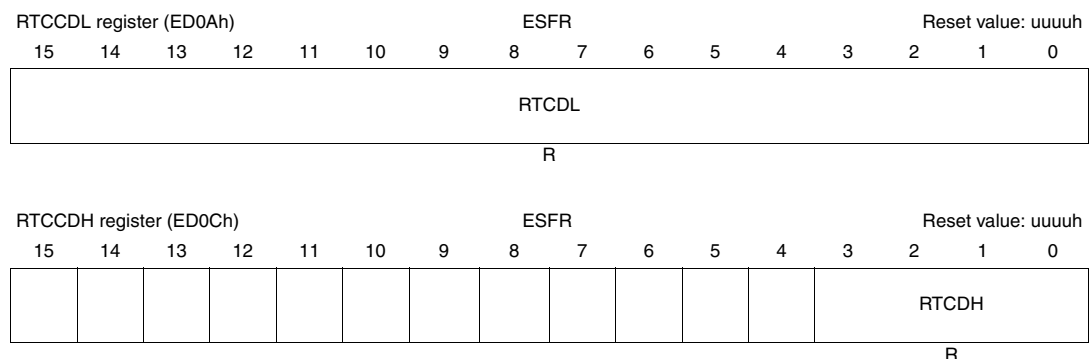 RTCCDL register (ED0Ah) ESFR Reset value: uuuuh
15 14 13 12 11 10 9 8 7 6 5 4 3 2 1 0
RTCDL
R
RTCCDH register (ED0Ch) ESFR Reset value: uuuuh
15 14 13 12 11 10 9 8 7 6 5 4 3 2 1 0
RTCDH
R